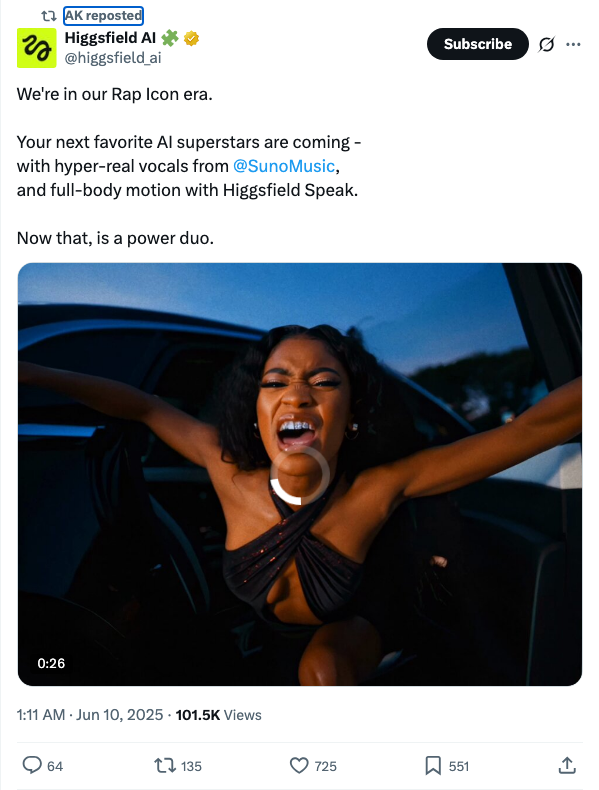 AK reposted
Higgsfield AI
@higgsfield_ai
Subscribe
We're in our Rap Icon era.
Your next favorite AI superstars are coming -
with hyper-real vocals from @SunoMusic,
and full-body motion with Higgsfield Speak.
Now that, is a power duo.
0:26
1:11 AM · Jun 10, 2025 · 101.5K Views
64 135 725 551